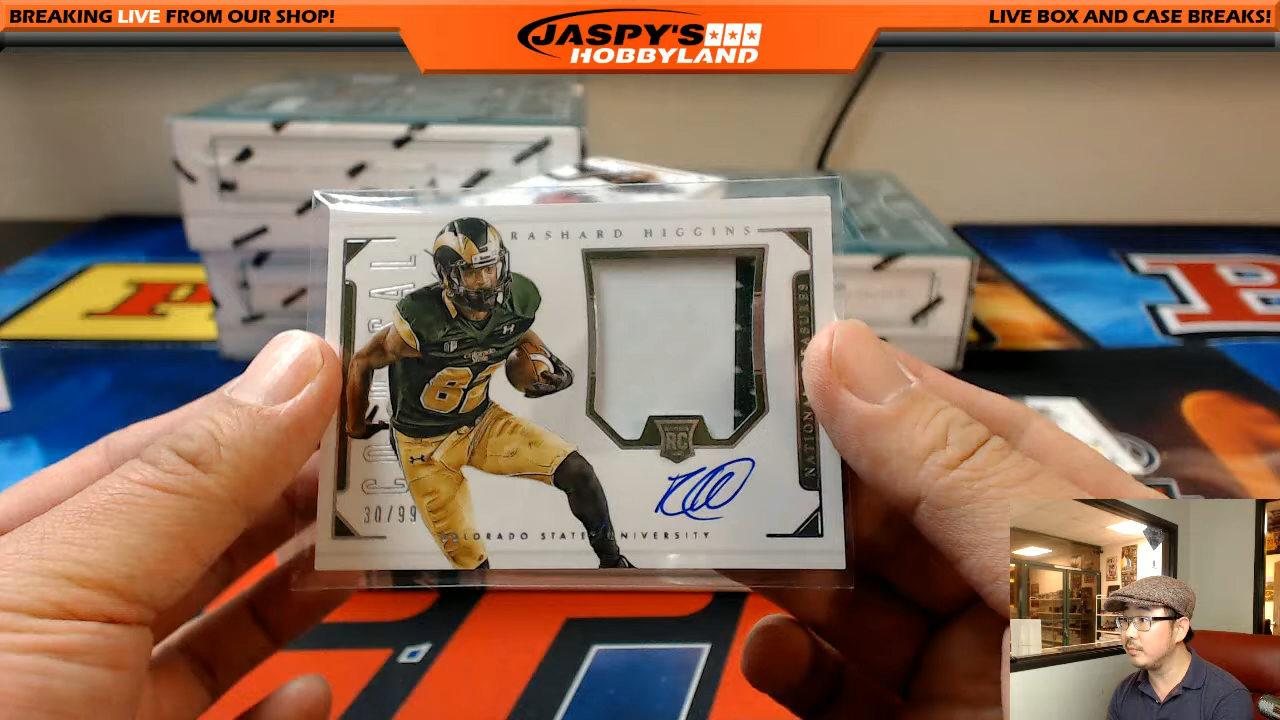 BREAKING LIVE FROM OUR SHOP!
JASPY'S
HOBBYLAND
LIVE BOX AND CASE BREAKS!
RASHARD HIGGINS
82
RC
30/99
COLORADO STATE UNIVERSITY